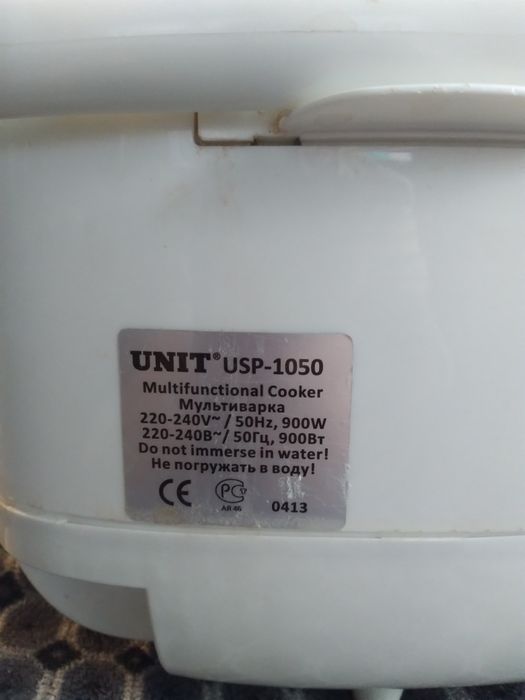 UNIT® USP-1050
Multifunctional Cooker
Мультиварка
220-240V~ / 50Hz, 900W
220-240В~/ 50Гц, 900Вт
Do not immerse in water!
Не погружать в воду!
CE PC 0413
АЯ 46